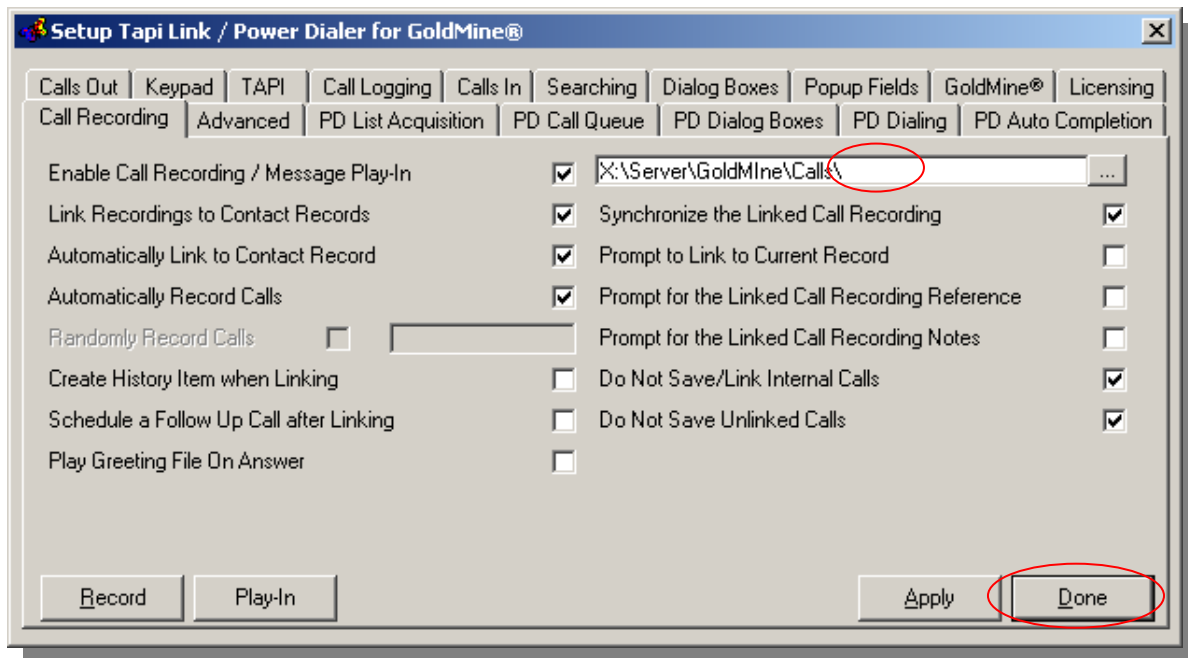 Setup Tapi Link / Power Dialer for GoldMine®
Calls Out Keypad TAPI Call Logging Calls In Searching Dialog Boxes Popup Fields GoldMine® Licensing
Call Recording Advanced PD List Acquisition PD Call Queue PD Dialog Boxes PD Dialing PD Auto Completion
Enable Call Recording / Message Play-In X:\Server\GoldMIne\Calls\ ...
Link Recordings to Contact Records Synchronize the Linked Call Recording
Automatically Link to Contact Record Prompt to Link to Current Record
Automatically Record Calls Prompt for the Linked Call Recording Reference
Randomly Record Calls Prompt for the Linked Call Recording Notes
Create History Item when Linking Do Not Save/Link Internal Calls
Schedule a Follow Up Call after Linking Do Not Save Unlinked Calls
Play Greeting File On Answer
Record Play-In Apply Done